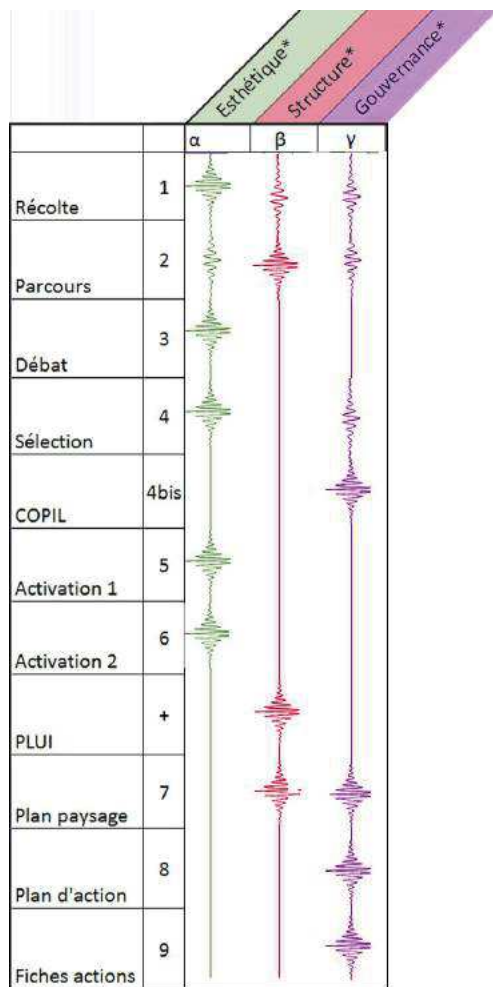 Esthétique*
Structure*
Gouvernance*
α β γ
1
Récolte
2
Parcours
3
Débat
4
Sélection
4bis
COPIL
5
Activation 1
6
Activation 2
+
PLUI
7
Plan paysage
8
Plan d'action
9
Fiches actions